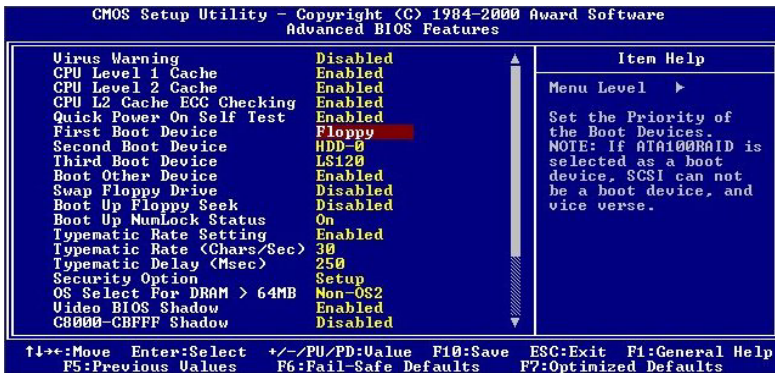 CMOS Setup Utility - Copyright (C) 1984-2000 Award Software
Advanced BIOS Features
Virus Warning Disabled
CPU Level 1 Cache Enabled
CPU Level 2 Cache Enabled
CPU L2 Cache ECC Checking Enabled
Quick Power On Self Test Enabled
First Boot Device Floppy
Second Boot Device HDD-0
Third Boot Device LS120
Boot Other Device Enabled
Swap Floppy Drive Disabled
Boot Up Floppy Seek Disabled
Boot Up NumLock Status On
Typematic Rate Setting Enabled
Typematic Rate (Chars/Sec) 30
Typematic Delay (Msec) 250
Security Option Setup
OS Select For DRAM > 64MB Non-OS2
Video BIOS Shadow Enabled
C8000-CBFFF Shadow Disabled
Item Help
Menu Level ▶
Set the Priority of
the Boot Devices.
NOTE: If ATA100RAID is
selected as a boot
device, SCSI can not
be a boot device, and
vice verse.
↑↓→←:Move Enter:Select +/-/PU/PD:Value F10:Save ESC:Exit F1:General Help
F5:Previous Values F6:Fail-Safe Defaults F7:Optimized Defaults